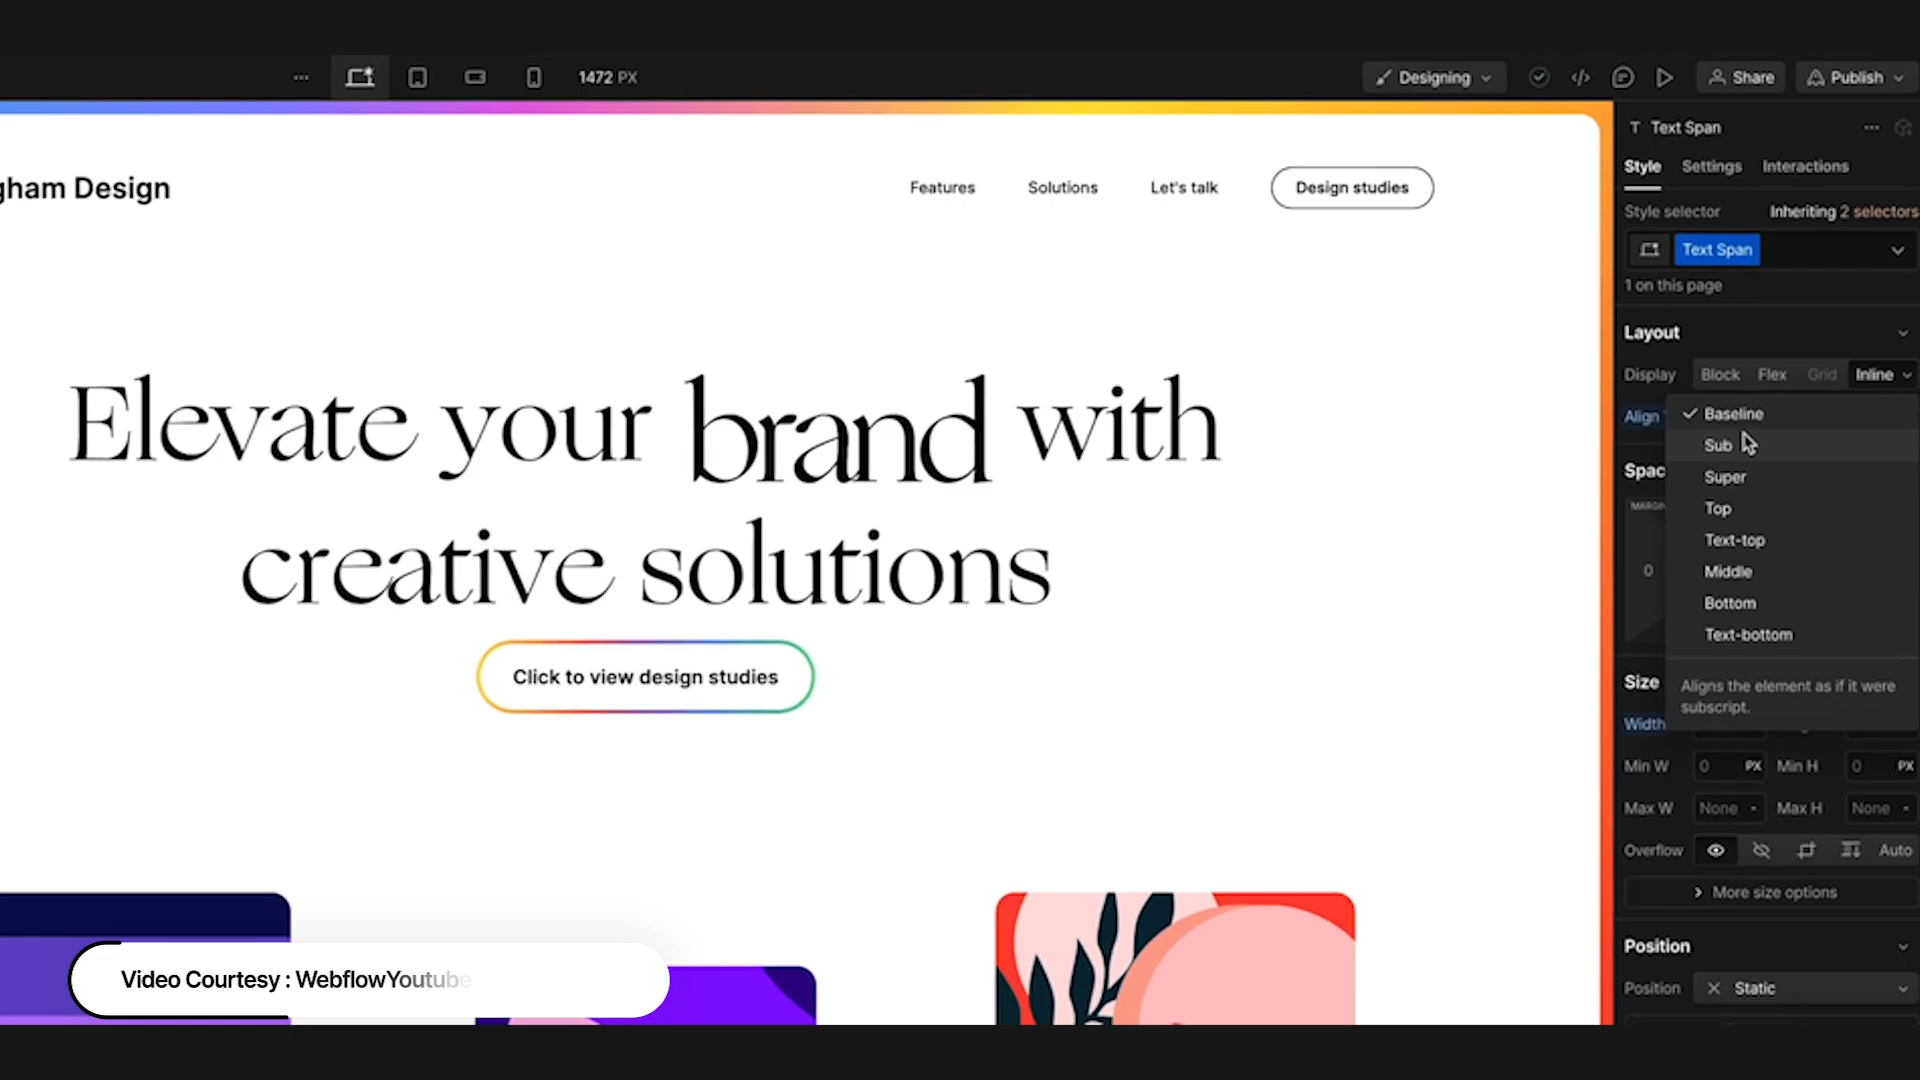 1472 PX
Designing
Share
Publish
gham Design
Features
Solutions
Let's talk
Design studies
Elevate your brand with
creative solutions
Click to view design studies
Video Courtesy : WebflowYoutube
T Text Span
Style
Settings
Interactions
Style selector
Inheriting 2 selectors
Text Span
1 on this page
Layout
Display Block Flex Grid Inline
Align
Baseline
Sub
Super
Top
Text-top
Middle
Bottom
Text-bottom
Aligns the element as if it were
subscript.
Spac
MARGIN
0
Size
Width
Min W 0 PX Min H 0 PX
Max W None Max H None
Overflow Auto
More size options
Position
Position Static